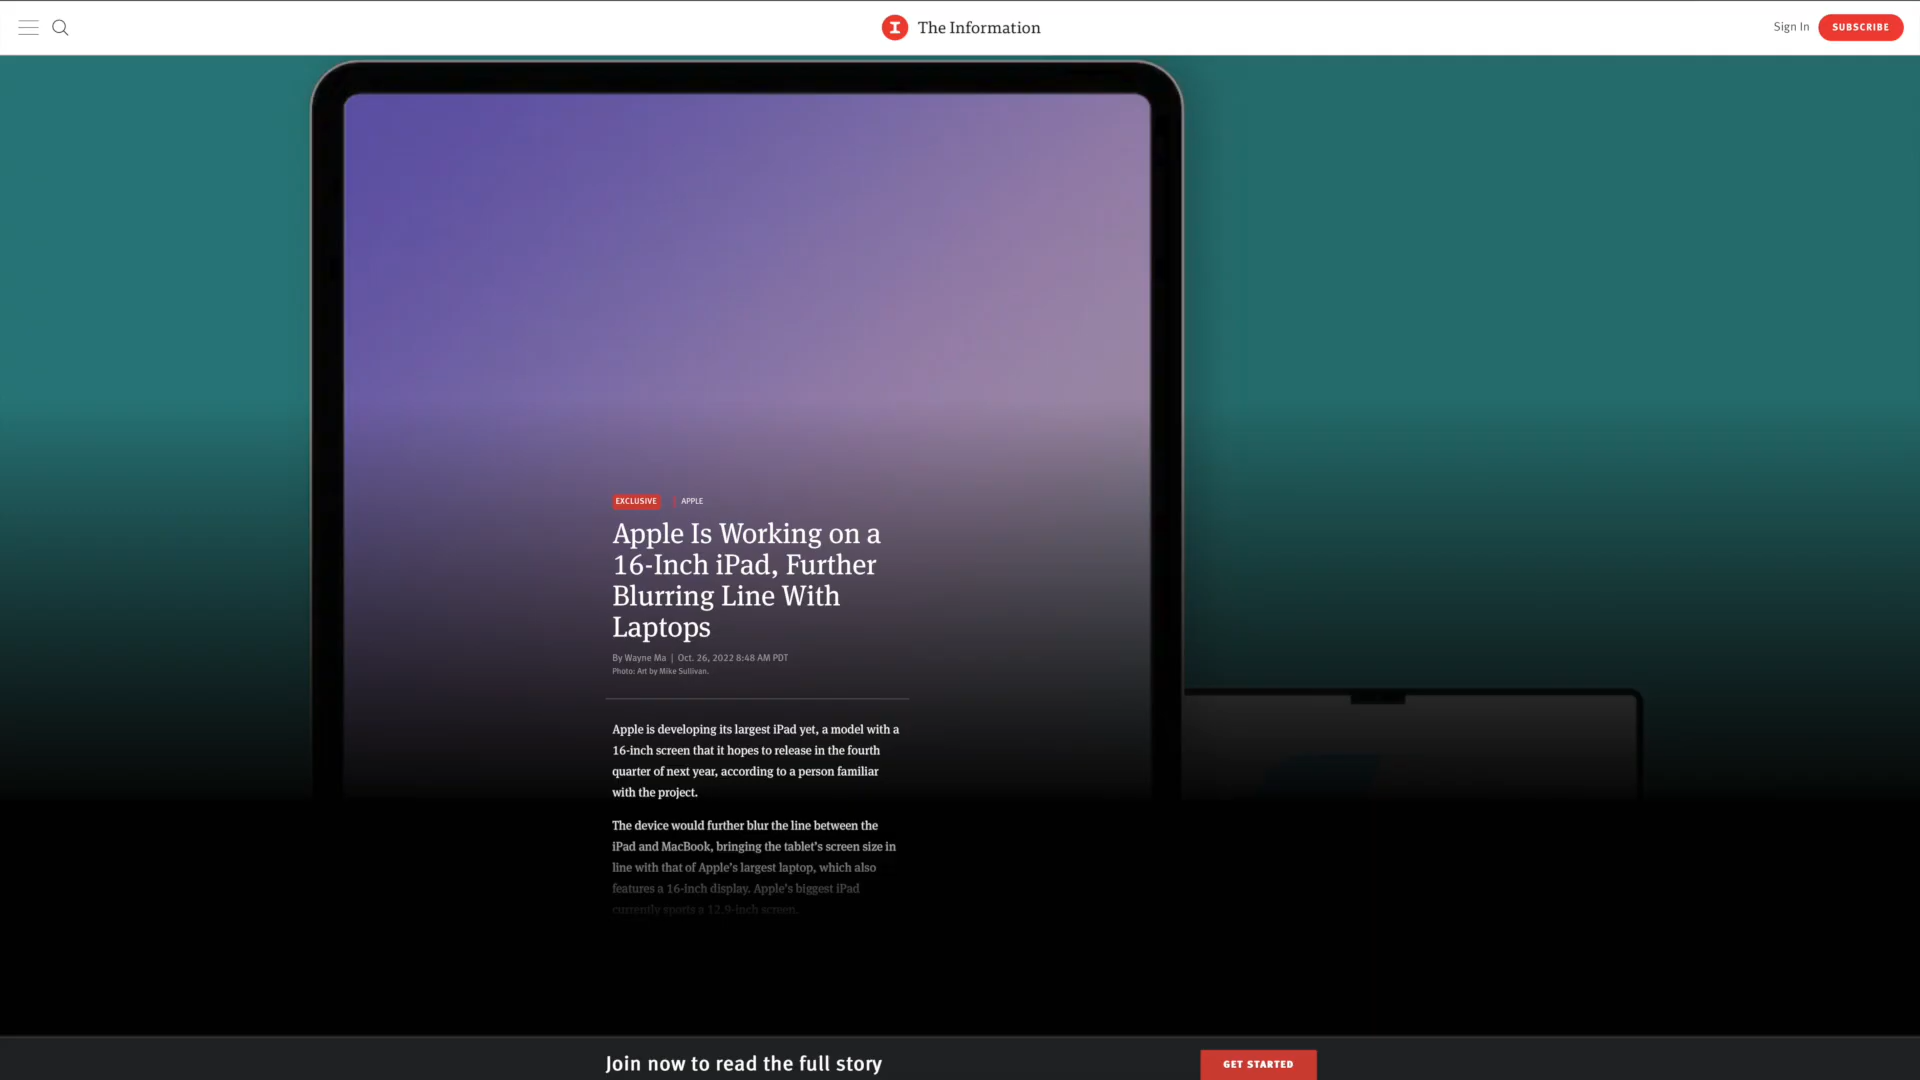 The Information
Sign In
SUBSCRIBE
EXCLUSIVE
APPLE
Apple Is Working on a
16-Inch iPad, Further
Blurring Line With
Laptops
By Wayne Ma | Oct. 26, 2022 8:48 AM PDT
Photo: Art by Mike Sullivan.
Apple is developing its largest iPad yet, a model with a
16-inch screen that it hopes to release in the fourth
quarter of next year, according to a person familiar
with the project.
The device would further blur the line between the
iPad and MacBook, bringing the tablet's screen size in
line with that of Apple's largest laptop, which also
features a 16-inch display. Apple's biggest iPad
currently sports a 12.9-inch screen.
Join now to read the full story
GET STARTED